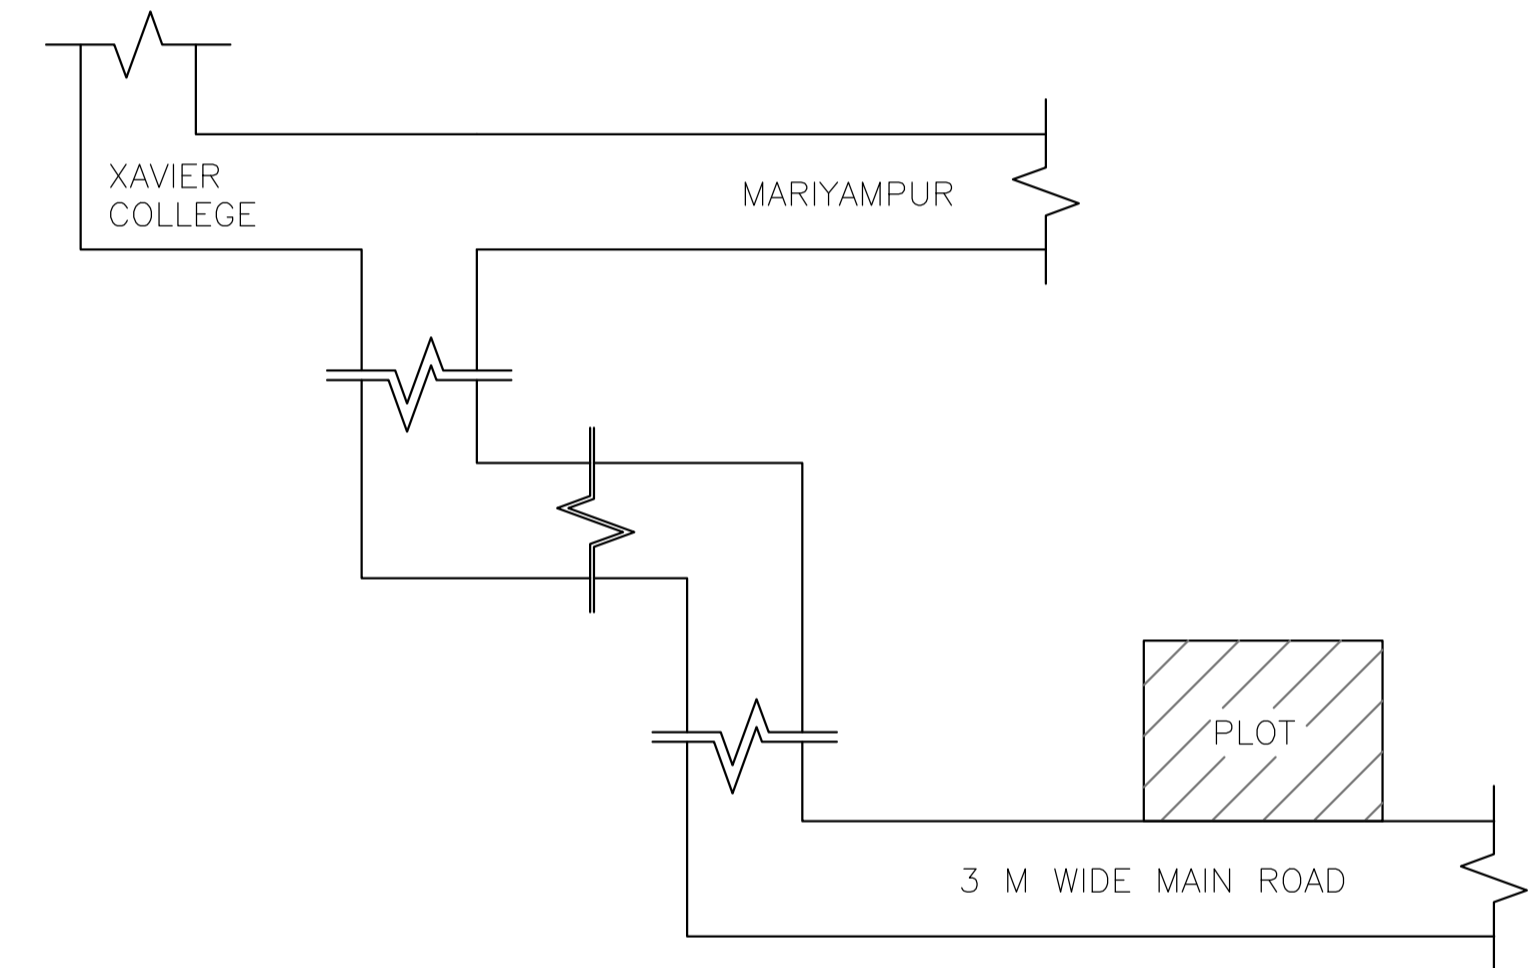 XAVIER
COLLEGE
MARIYAMPUR
PLOT
3 M WIDE MAIN ROAD